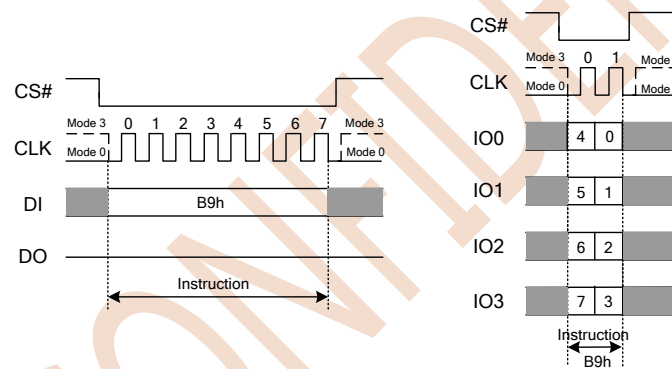 CS#
Mode 3 0 1 2 3 4 5 6 7 Mode 3
CLK
Mode 0 Mode 0
DI
B9h
DO
Instruction
CS#
Mode 3 0 1 Mode
CLK
Mode 0 Mode
IO0 4 0
IO1 5 1
IO2 6 2
IO3 7 3
Instruction
B9h
CONFIDE